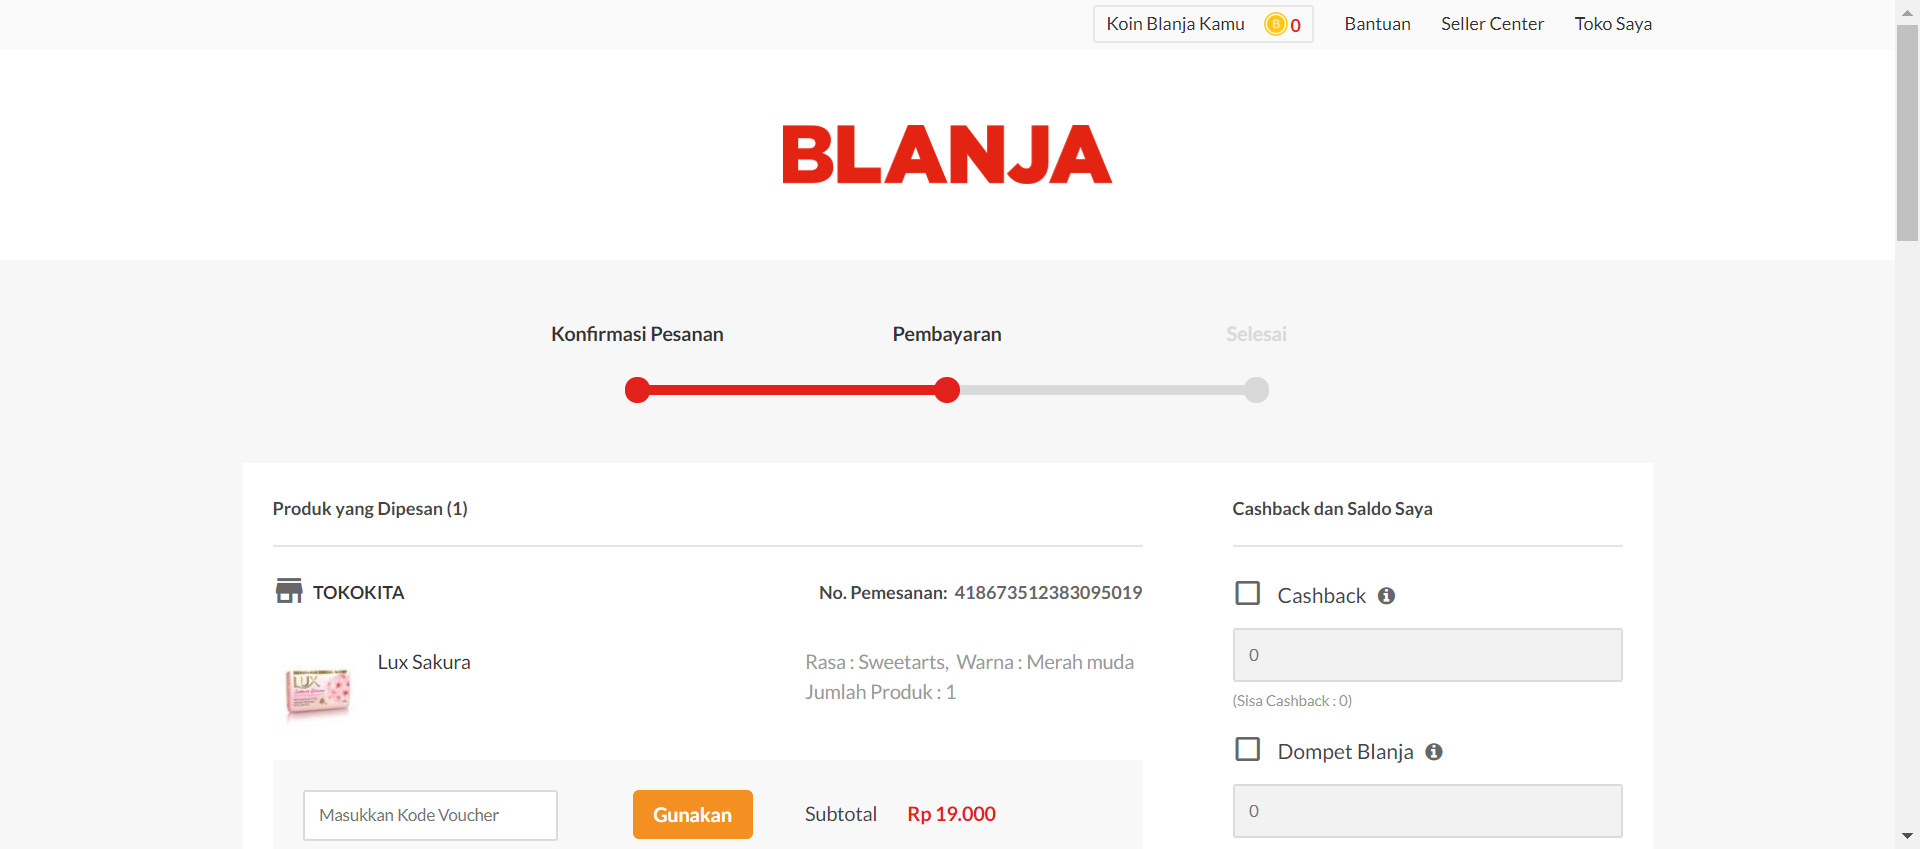 Koin Blanja Kamu 0 Bantuan Seller Center Toko Saya
BLANJA
Konfirmasi Pesanan Pembayaran Selesai
Produk yang Dipesan (1)
TOKOKITA No. Pemesanan: 418673512383095019
Lux Sakura Rasa : Sweetarts, Warna : Merah muda
Jumlah Produk : 1
LUX
Masukkan Kode Voucher Gunakan Subtotal Rp 19.000
Cashback dan Saldo Saya
Cashback
0
(Sisa Cashback : 0)
Dompet Blanja
0